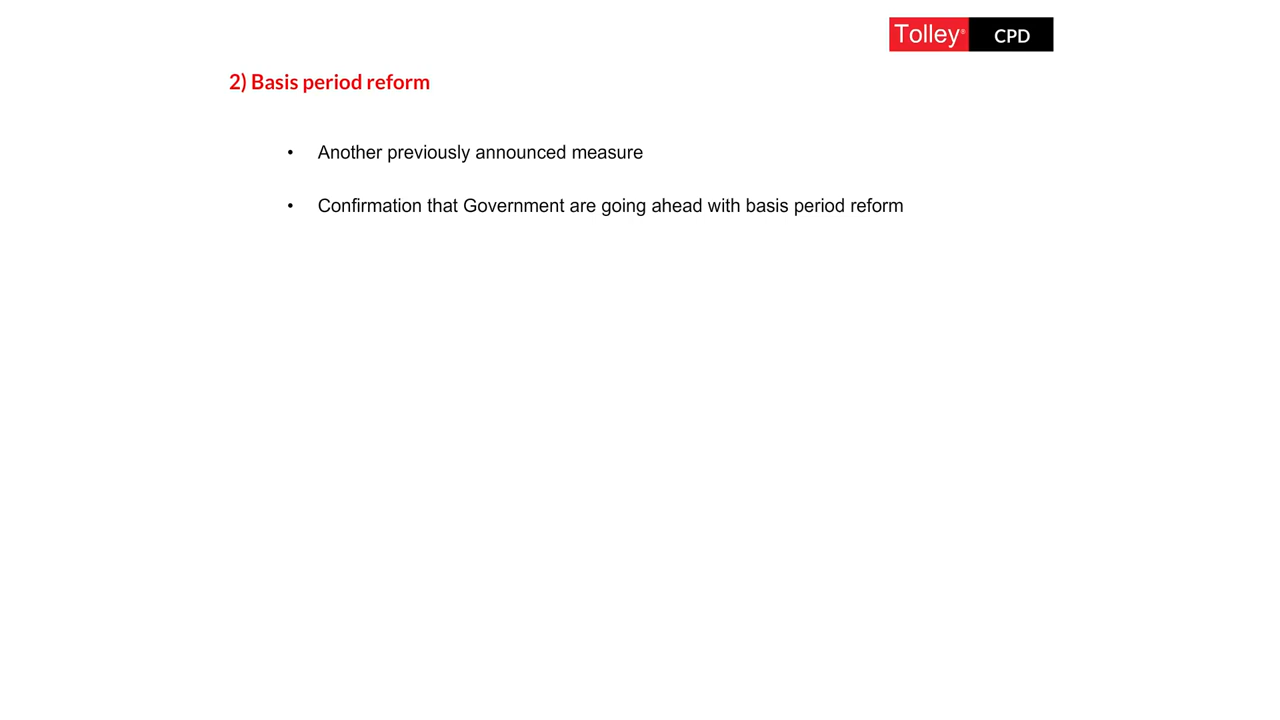 Tolley® CPD
2) Basis period reform
• Another previously announced measure
• Confirmation that Government are going ahead with basis period reform